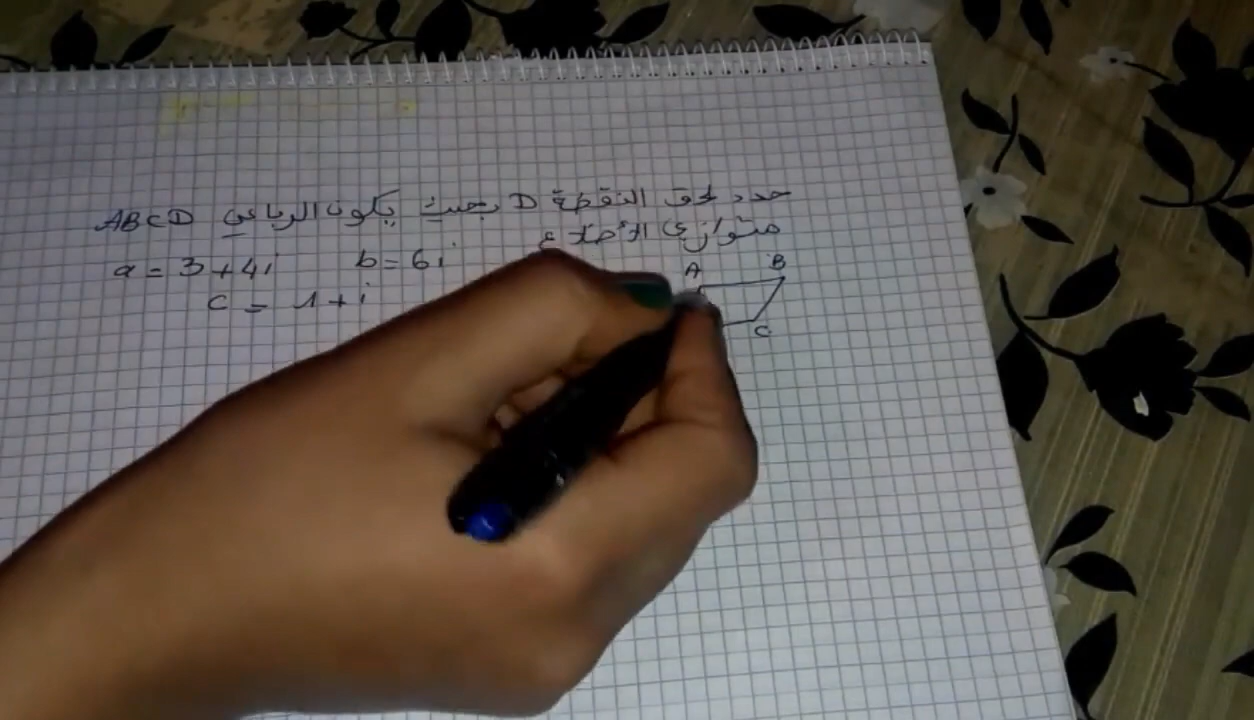 حدد لحق النقطة D بحيث يكون الرباعي ABCD
متوازي الأضلاع
a = 3 + 4i b = 6i
c = 1 + i
A B
C